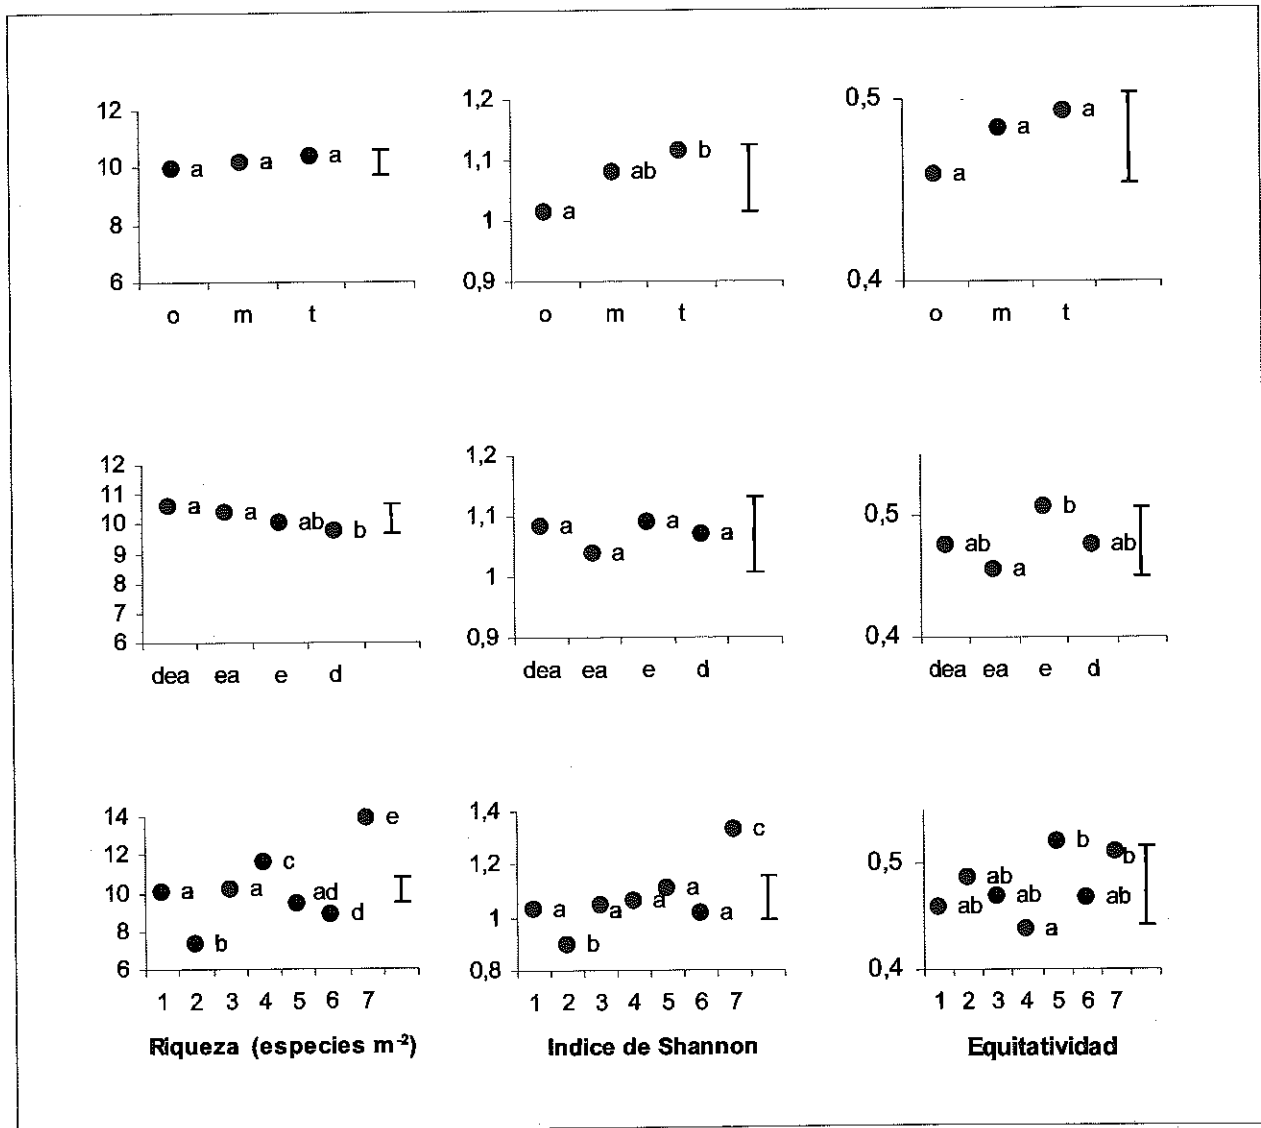 12
10
8
6
a a a
o m t
1,2
1,1
1
0,9
a ab b
o m t
0,5
0,4
a a a
o m t
12
11
10
9
8
7
6
a a ab b
dea ea e d
1,2
1,1
1
0,9
a a a a
dea ea e d
0,5
0,4
ab a b ab
dea ea e d
14
12
10
8
6
a b a c ad d e
1 2 3 4 5 6 7
Riqueza (especies m⁻²)
1,4
1,2
1
0,8
a b a a a a c
1 2 3 4 5 6 7
Indice de Shannon
0,5
0,4
ab ab ab a b ab b
1 2 3 4 5 6 7
Equitatividad